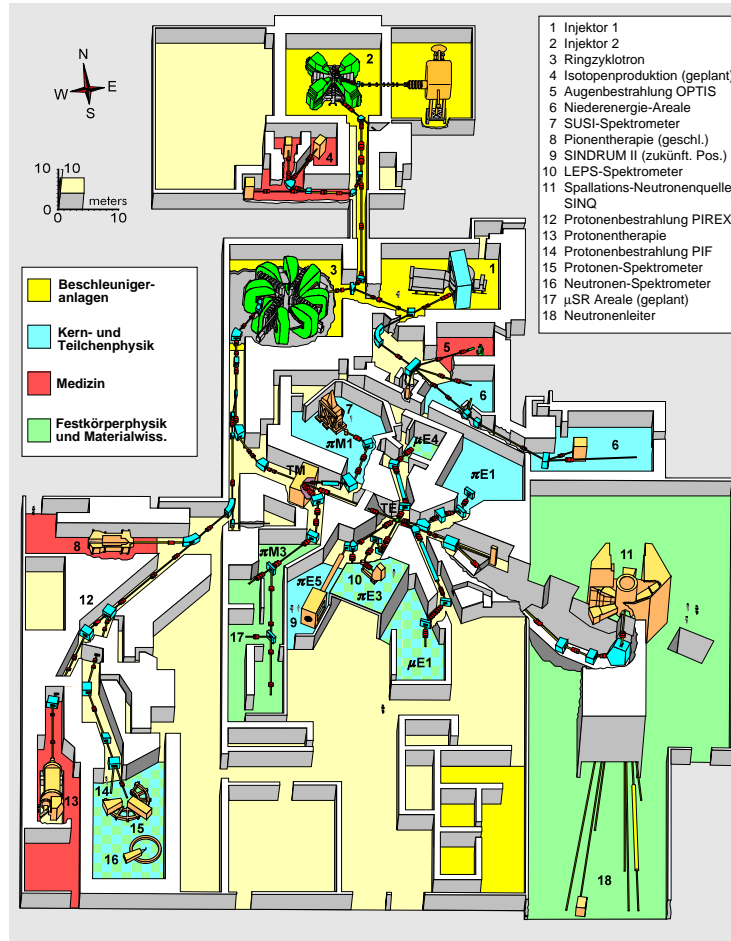 N
W E
S
10 10
meters
0 10
1 Injektor 1
2 Injektor 2
3 Ringzyklotron
4 Isotopenproduktion (geplant)
5 Augenbestrahlung OPTIS
6 Niederenergie-Areale
7 SUSI-Spektrometer
8 Pionentherapie (geschl.)
9 SINDRUM II (zukünft. Pos.)
10 LEPS-Spektrometer
11 Spallations-Neutronenquelle
SINQ
12 Protonenbestrahlung PIREX
13 Protonentherapie
14 Protonenbestrahlung PIF
15 Protonen-Spektrometer
16 Neutronen-Spektrometer
17 µSR Areale (geplant)
18 Neutronenleiter
Beschleuniger-
anlagen
Kern- und
Teilchenphysik
Medizin
Festkörperphysik
und Materialwiss.
2
4
3
1
5
6
7
πM1
µE4
6
TM
πE1
TE
8
πM3
11
10
πE5
πE3
12
9
17
µE1
13
14
15
16
18